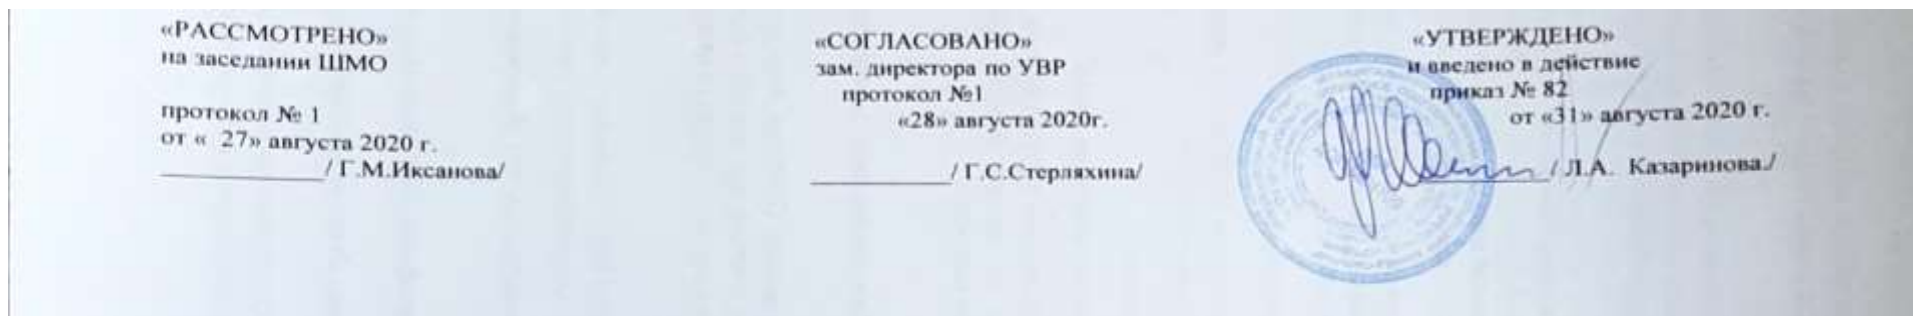 «РАССМОТРЕНО»
на заседании ШМО
протокол № 1
от « 27» августа 2020 г.
_____________/ Г.М.Иксанова/
«СОГЛАСОВАНО»
зам. директора по УВР
протокол №1
«28» августа 2020г.
____________/ Г.С.Стерляхина/
«УТВЕРЖДЕНО»
и введено в действие
приказ № 82
от «31» августа 2020 г.
___________/ Л.А. Казаринова./